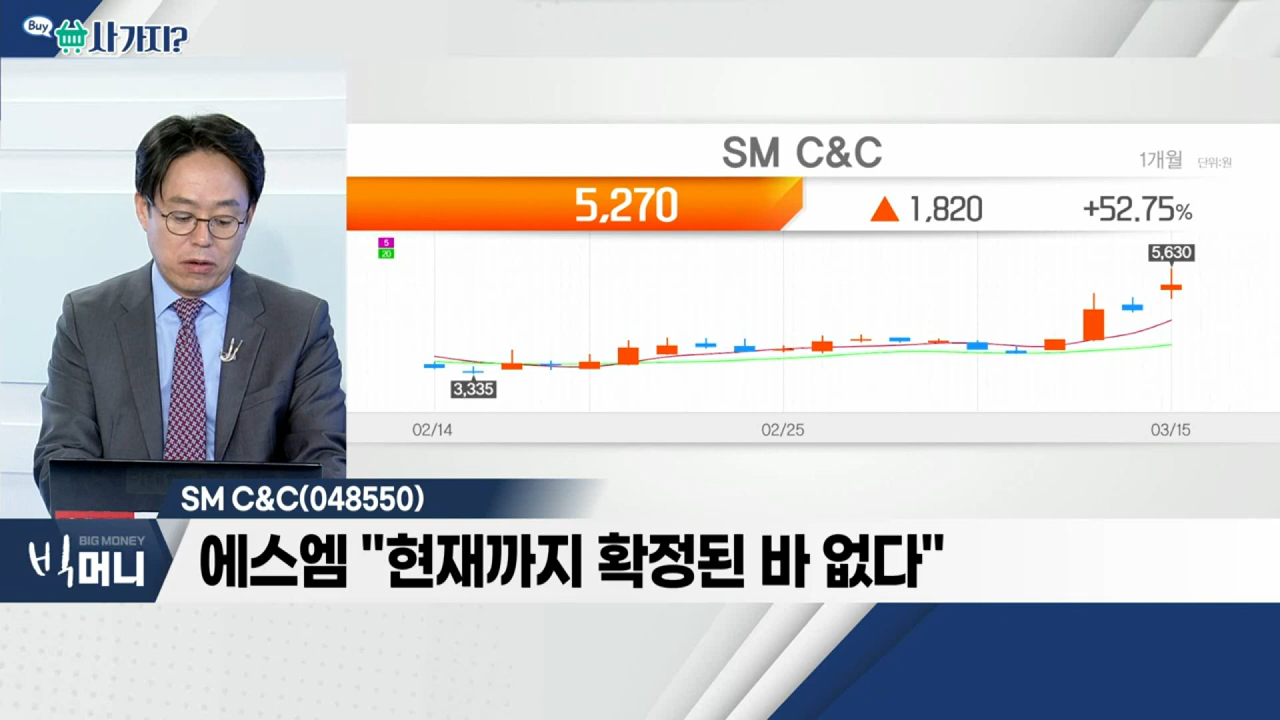 Buy
사가지?
SM C&C
1개월 단위:원
5,270 ▲ 1,820 +52.75%
5
20
5,630
3,335
02/14 02/25 03/15
SM C&C(048550)
BIG MONEY
빅머니
에스엠 "현재까지 확정된 바 없다"